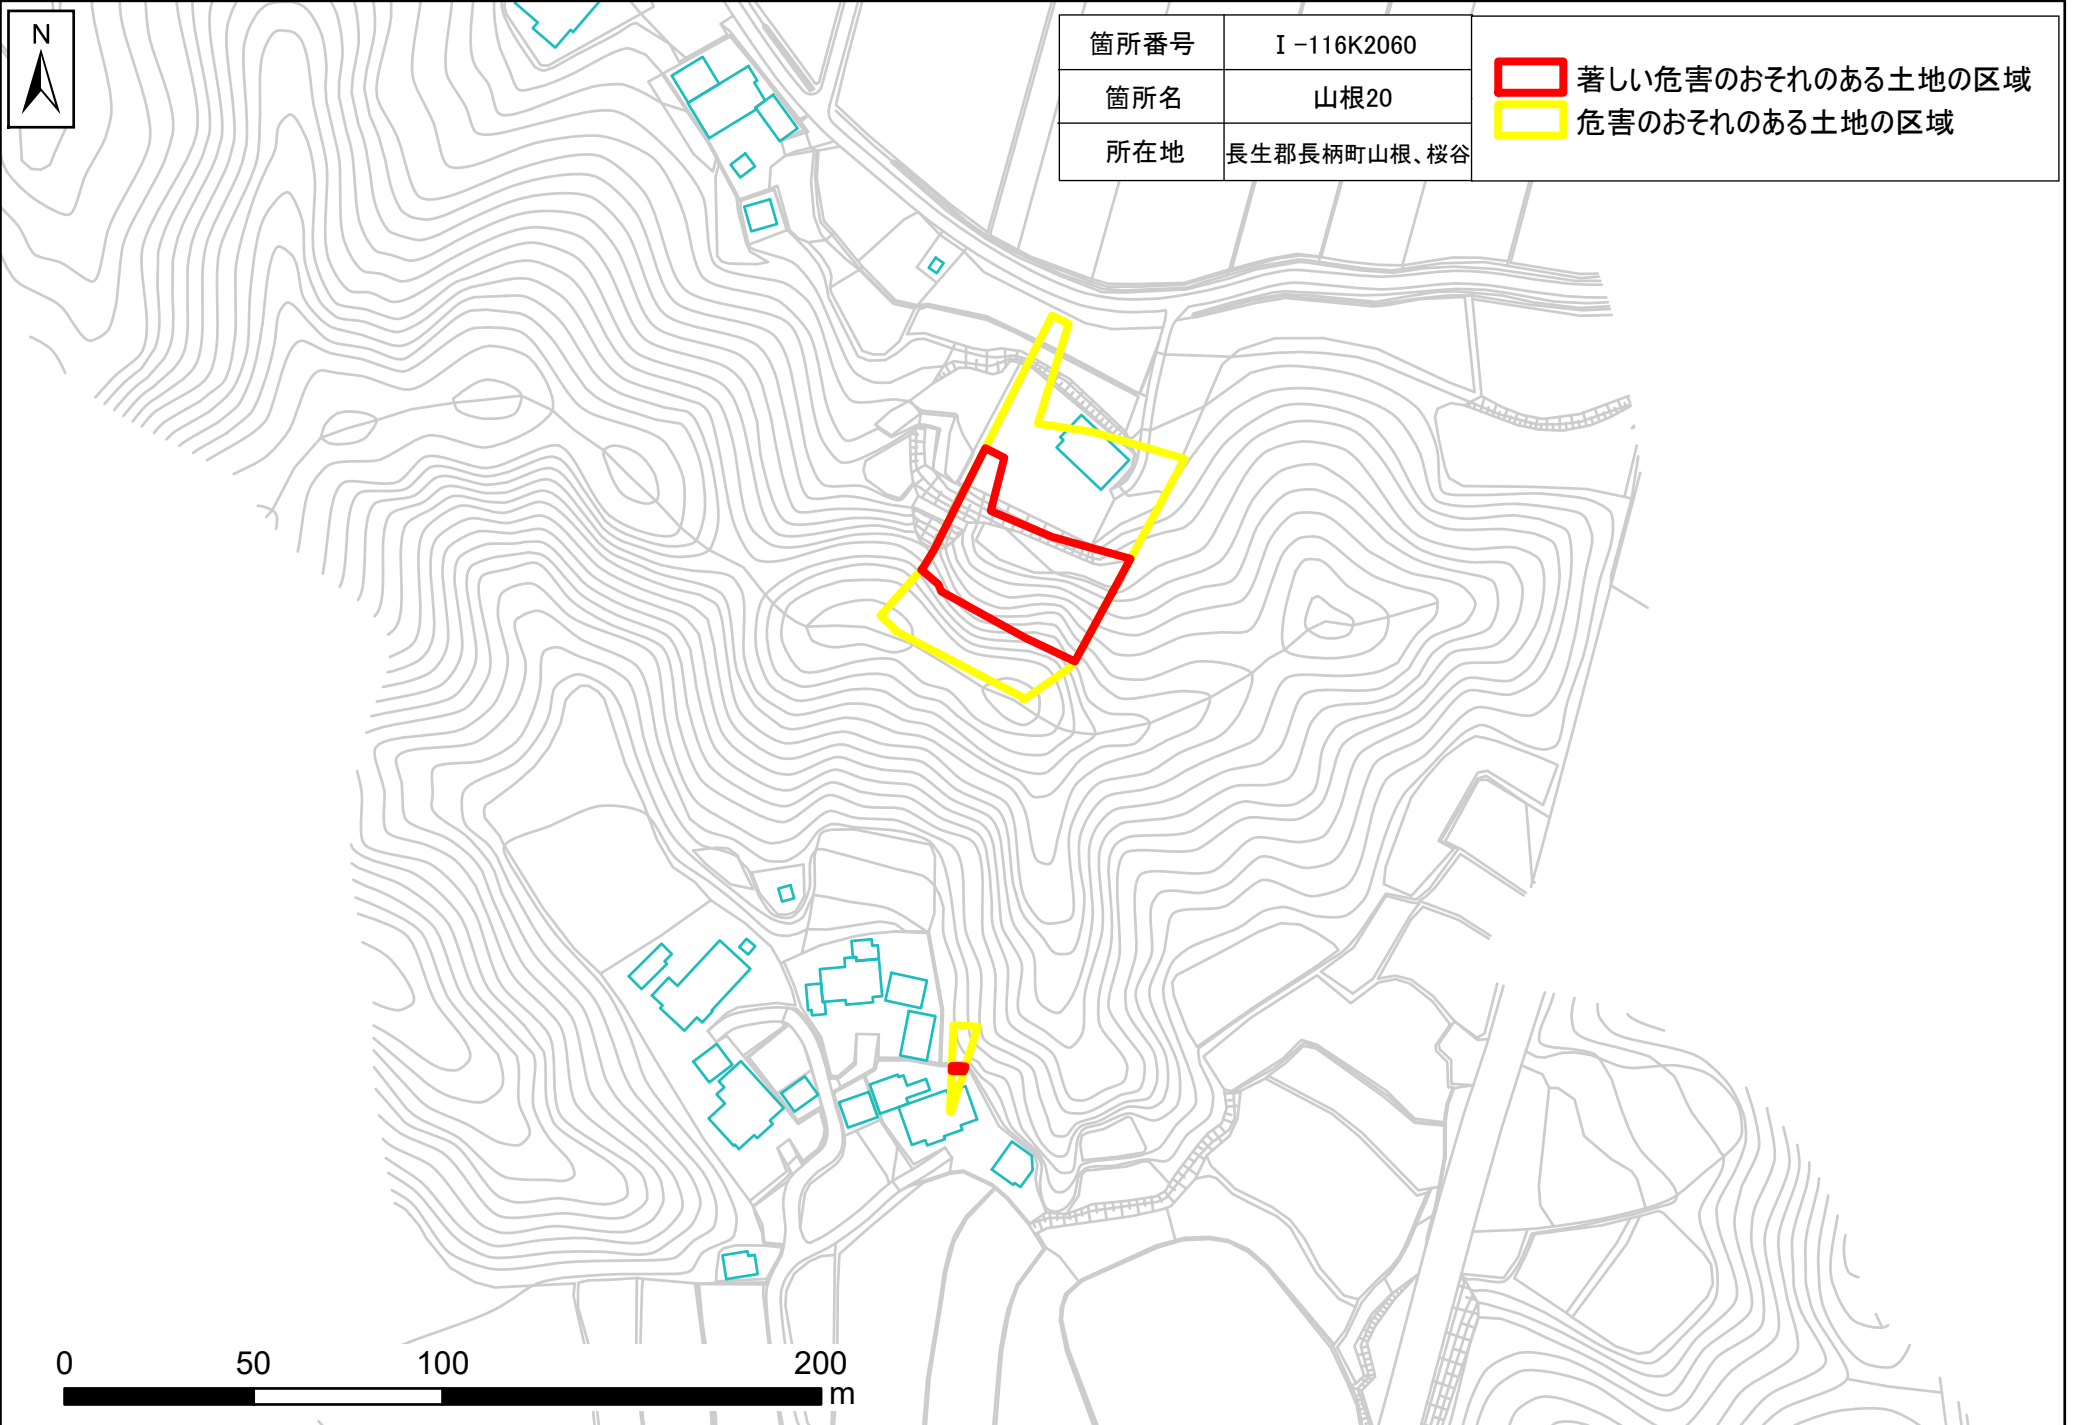 N
箇所番号 Ⅰ-116K2060
箇所名 山根20
所在地 長生郡長柄町山根、桜谷
著しい危害のおそれのある土地の区域
危害のおそれのある土地の区域
0 50 100 200
m